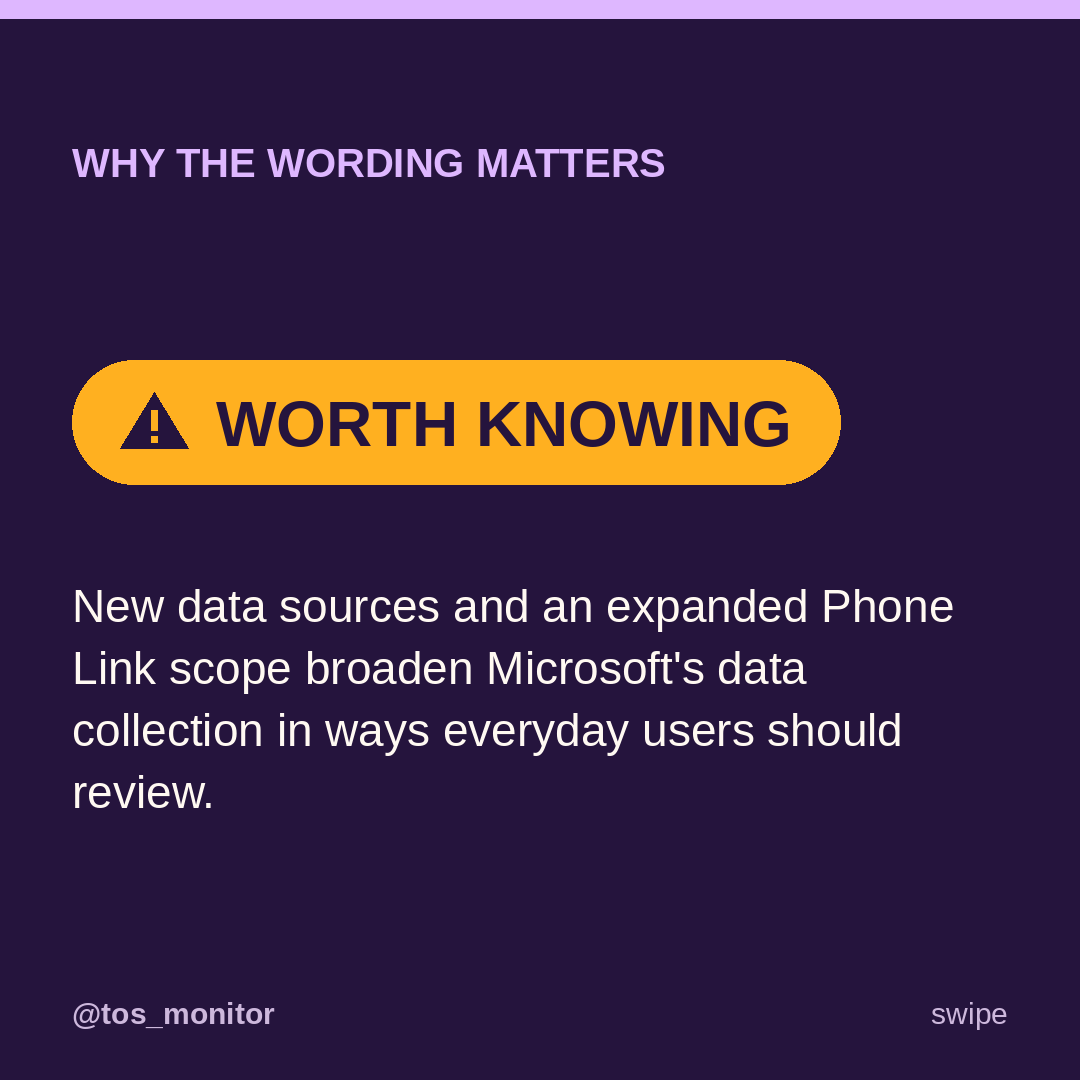 WHY THE WORDING MATTERS
WORTH KNOWING
New data sources and an expanded Phone
Link scope broaden Microsoft's data
collection in ways everyday users should
review.
@tos_monitor
swipe